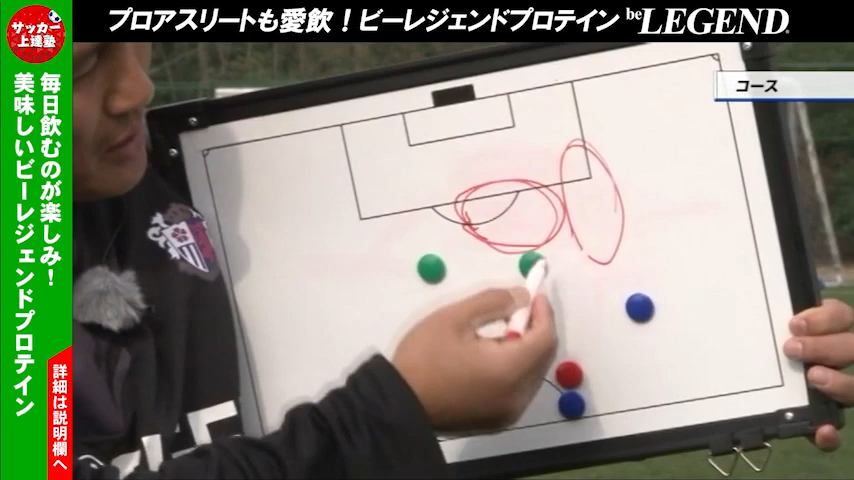 サッカー
上達塾
プロアスリートも愛飲！ビーレジェンドプロテイン be LEGEND.
コース
毎日飲むのが楽しみ！
美味しいビーレジェンドプロテイン
詳細は説明欄へ